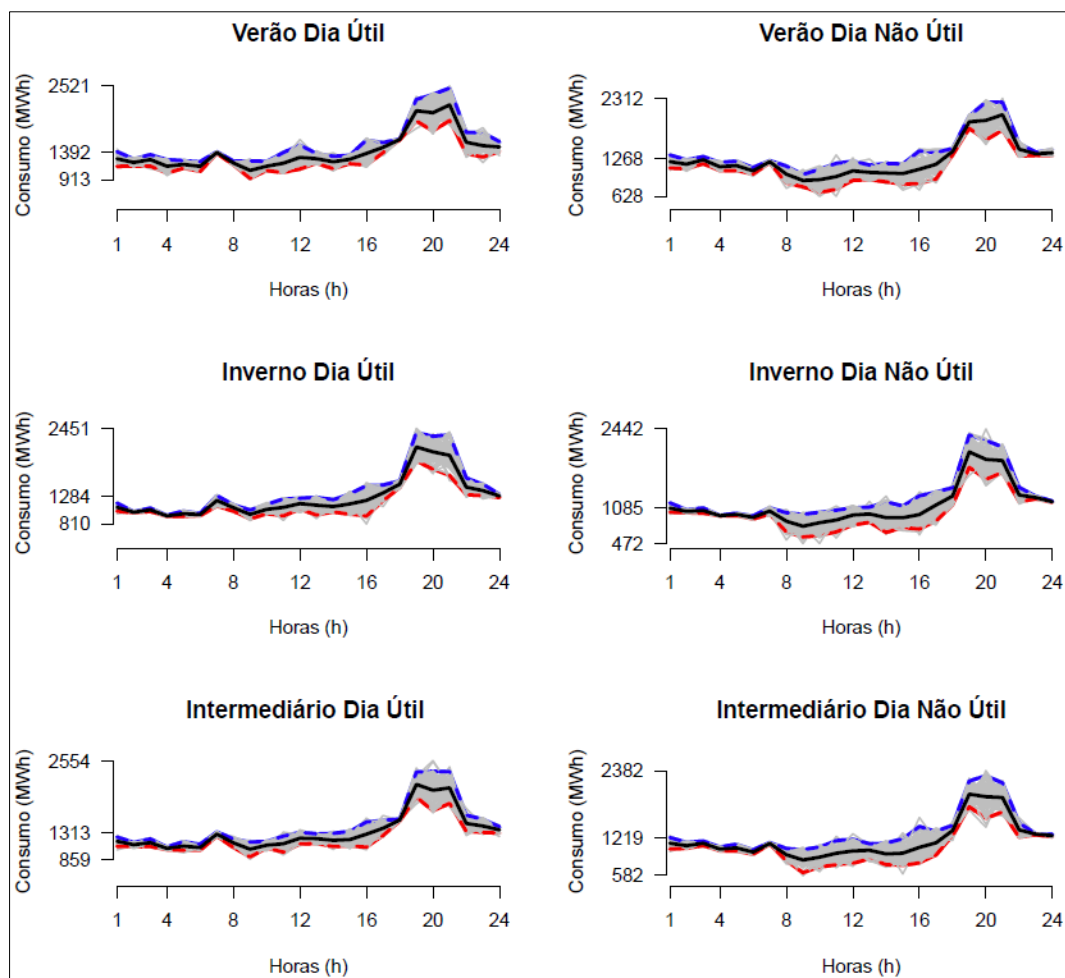 Verão Dia Útil
Consumo (MWh)
2521
1392
913
1 4 8 12 16 20 24
Horas (h)
Verão Dia Não Útil
Consumo (MWh)
2312
1268
628
1 4 8 12 16 20 24
Horas (h)
Inverno Dia Útil
Consumo (MWh)
2451
1284
810
1 4 8 12 16 20 24
Horas (h)
Inverno Dia Não Útil
Consumo (MWh)
2442
1085
472
1 4 8 12 16 20 24
Horas (h)
Intermediário Dia Útil
Consumo (MWh)
2554
1313
859
1 4 8 12 16 20 24
Horas (h)
Intermediário Dia Não Útil
Consumo (MWh)
2382
1219
582
1 4 8 12 16 20 24
Horas (h)